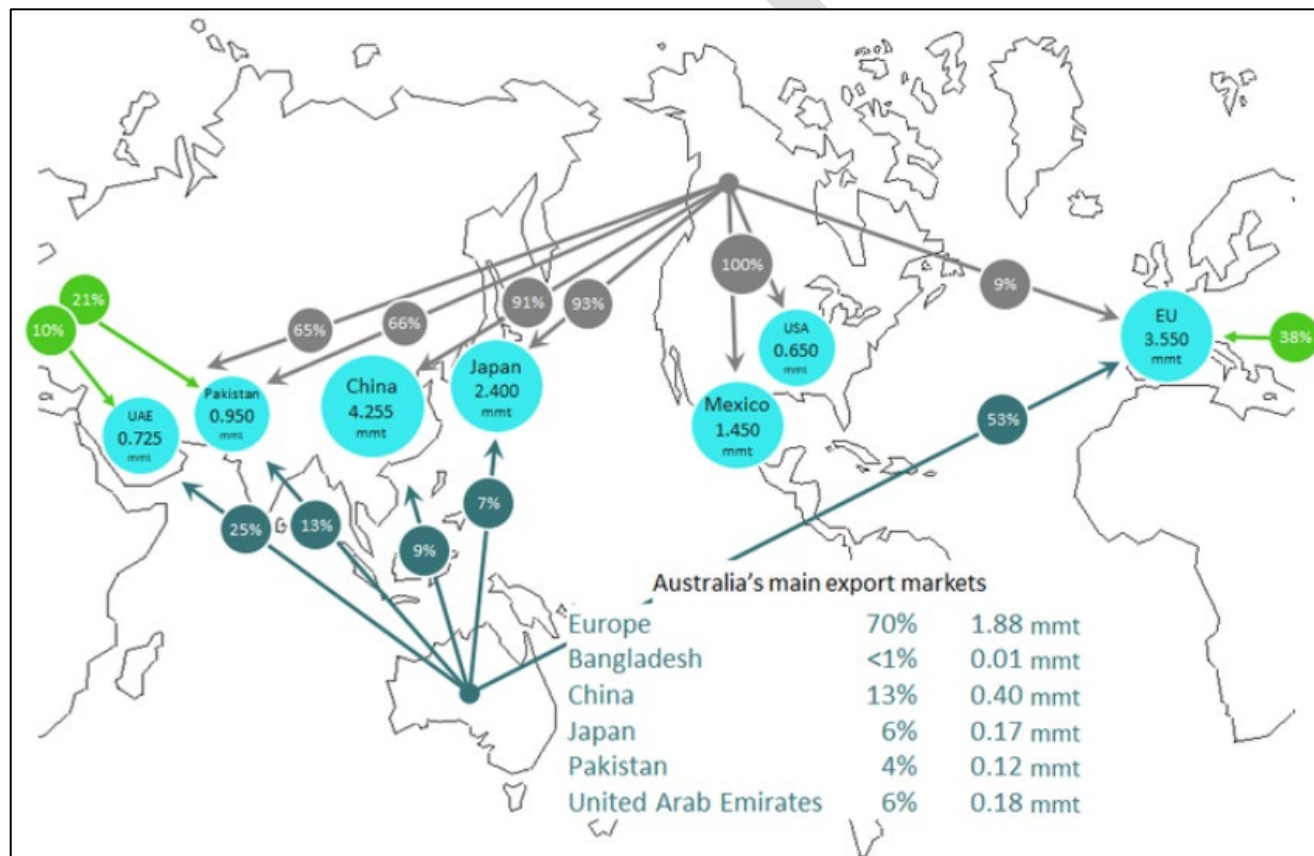 21%
10%
65%
66%
91%
93%
100%
9%
38%
UAE
0.725
mmt
Pakistan
0.950
mmt
China
4.255
mmt
Japan
2.400
mmt
USA
0.650
mmt
Mexico
1.450
mmt
EU
3.550
mmt
25%
13%
9%
7%
53%
Australia's main export markets
Europe 70% 1.88 mmt
Bangladesh <1% 0.01 mmt
China 13% 0.40 mmt
Japan 6% 0.17 mmt
Pakistan 4% 0.12 mmt
United Arab Emirates 6% 0.18 mmt